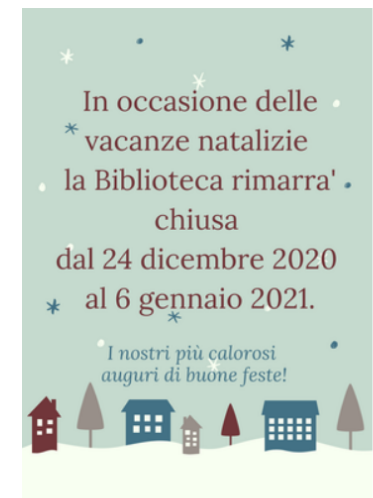 In occasione delle
vacanze natalizie
la Biblioteca rimarra'
chiusa
dal 24 dicembre 2020
al 6 gennaio 2021.
I nostri più calorosi
auguri di buone feste!